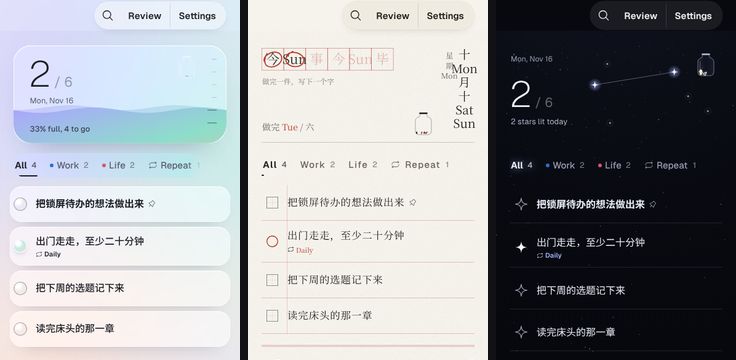 Review Settings
2 / 6
Mon, Nov 16
33% full, 4 to go
All 4 Work 2 Life 2 Repeat 1
把锁屏待办的想法做出来
出门走走，至少二十分钟
Daily
把下周的选题记下来
读完床头的那一章
Review Settings
今 Sun 事 今 Sun 毕
做完一件，写下一个字
星期 Mon
十 Mon 月 十 Sat Sun
做完 Tue / 六
All 4 Work 2 Life 2 Repeat 1
把锁屏待办的想法做出来
出门走走，至少二十分钟
Daily
把下周的选题记下来
读完床头的那一章
Review Settings
Mon, Nov 16
2 / 6
2 stars lit today
All 4 Work 2 Life 2 Repeat 1
把锁屏待办的想法做出来
出门走走，至少二十分钟
Daily
把下周的选题记下来
读完床头的那一章